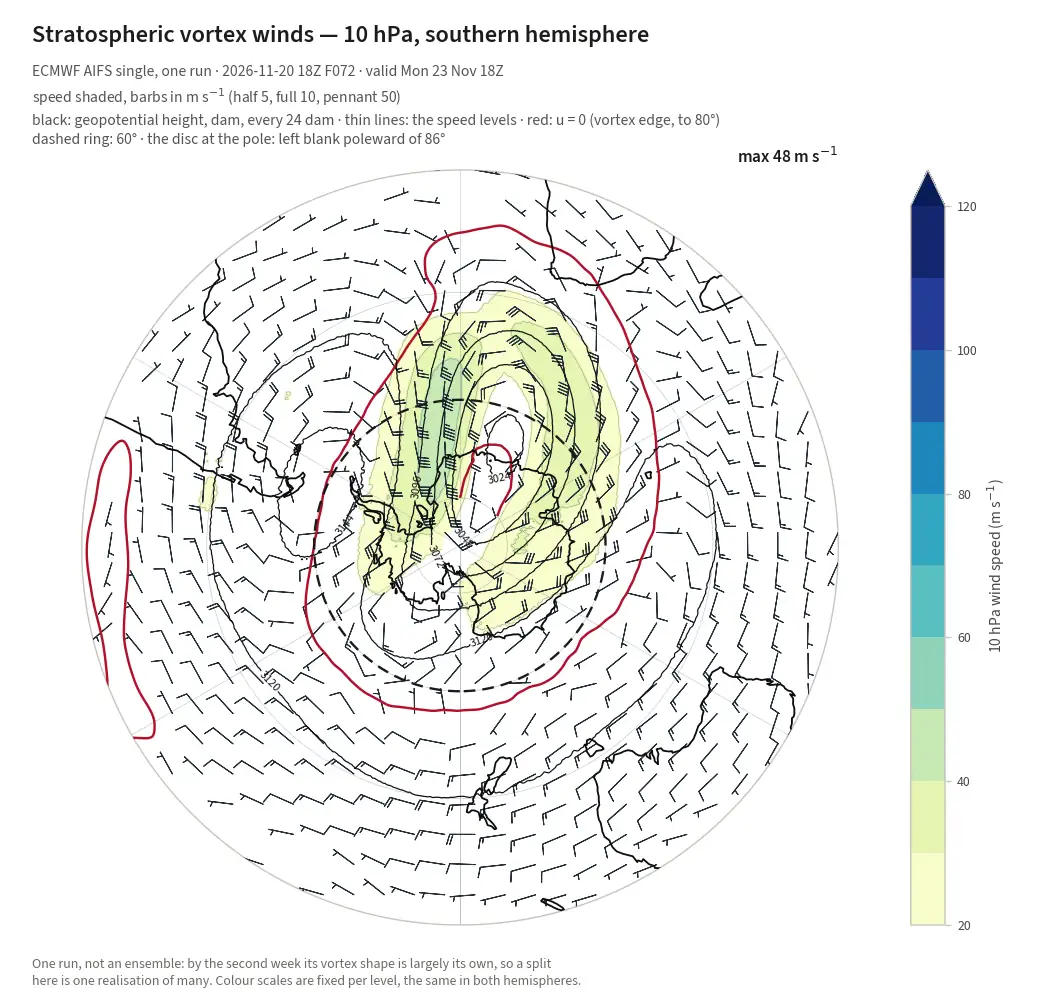 Stratospheric vortex winds — 10 hPa, southern hemisphere
ECMWF AIFS single, one run · 2026-11-20 18Z F072 · valid Mon 23 Nov 18Z
speed shaded, barbs in m s⁻¹ (half 5, full 10, pennant 50)
black: geopotential height, dam, every 24 dam · thin lines: the speed levels · red: u = 0 (vortex edge, to 80°)
dashed ring: 60° · the disc at the pole: left blank poleward of 86°
max 48 m s⁻¹
120
100
80
60
40
20
10 hPa wind speed (m s⁻¹)
3024
3096
3048
3072
3120
3120
One run, not an ensemble: by the second week its vortex shape is largely its own, so a split
here is one realisation of many. Colour scales are fixed per level, the same in both hemispheres.